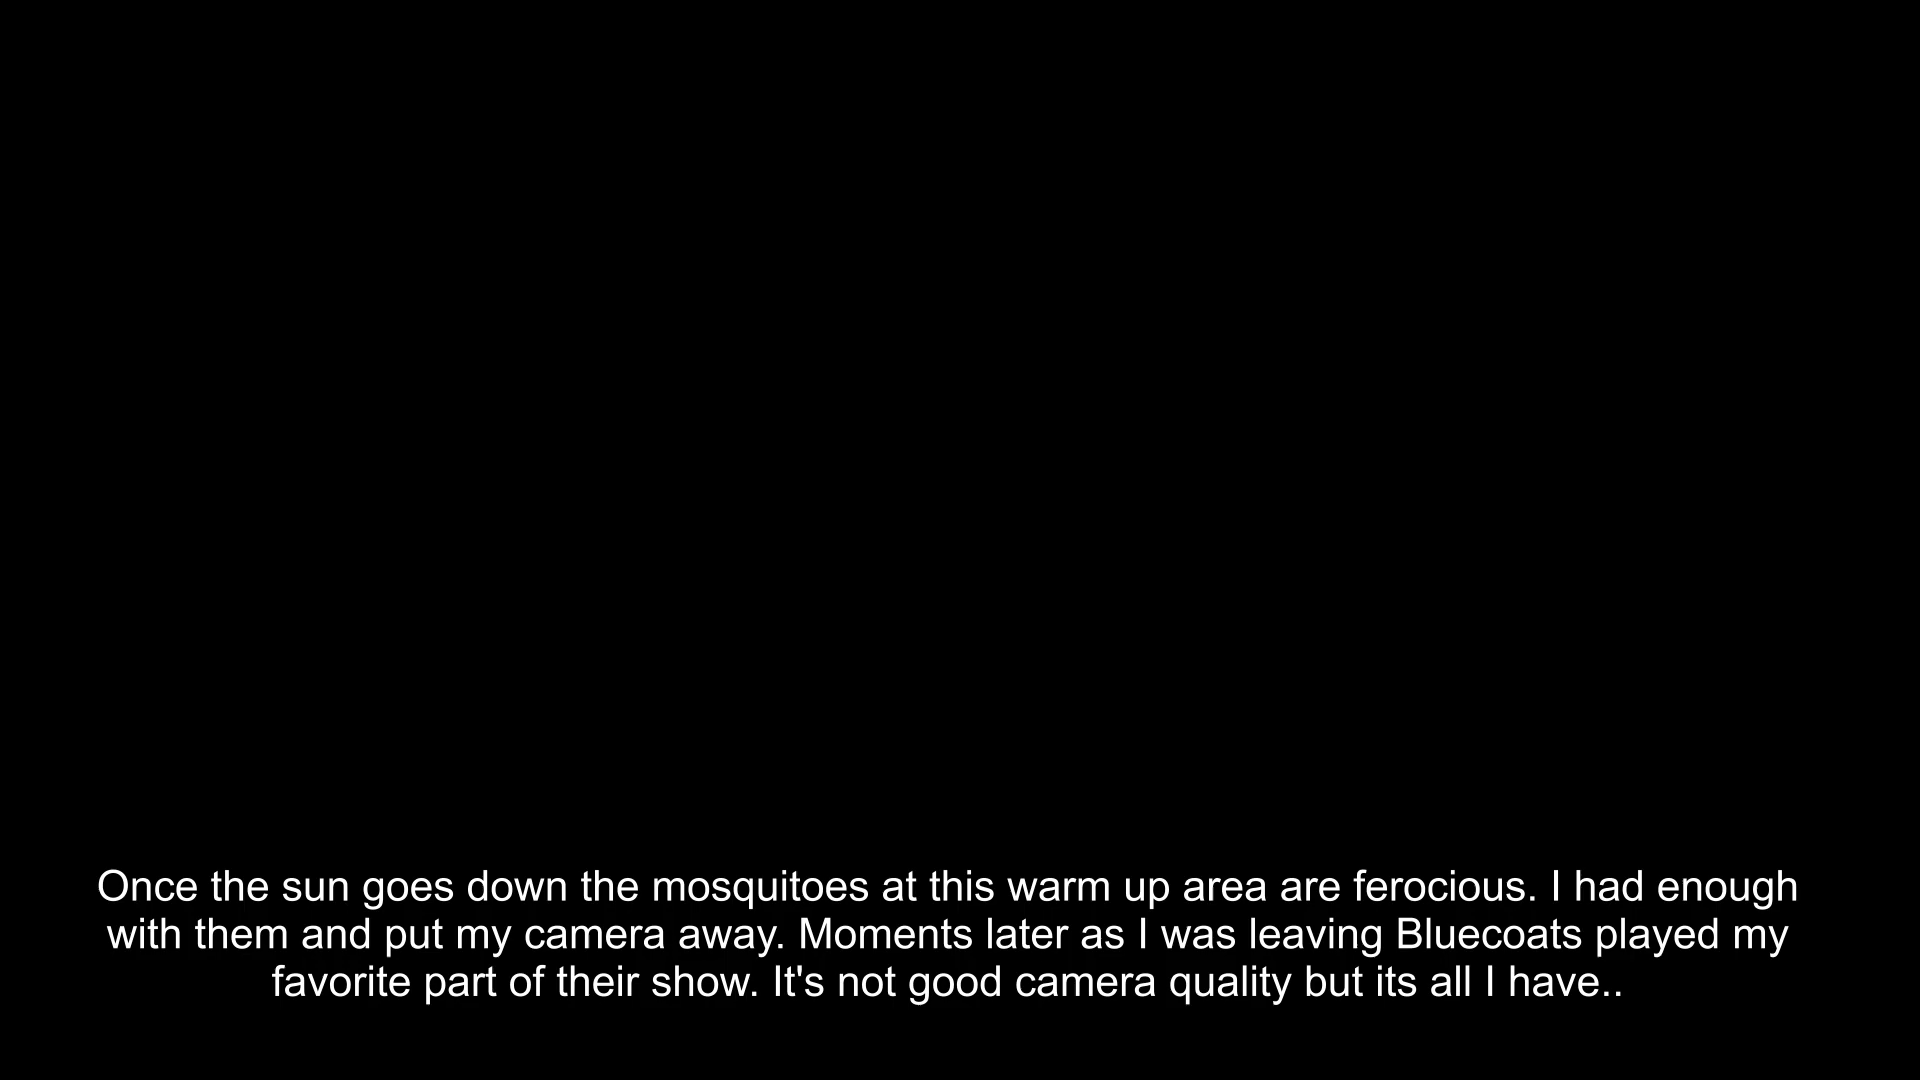 Once the sun goes down the mosquitoes at this warm up area are ferocious. I had enough
with them and put my camera away. Moments later as I was leaving Bluecoats played my
favorite part of their show. It's not good camera quality but its all I have..